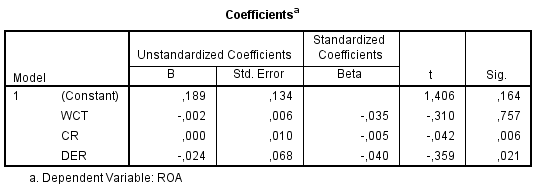 Coefficientsa
Model Unstandardized Coefficients Standardized Coefficients t Sig.
B Std. Error Beta
1 (Constant) ,189 ,134 1,406 ,164
WCT -,002 ,006 -,035 -,310 ,757
CR ,000 ,010 -,005 -,042 ,006
DER -,024 ,068 -,040 -,359 ,021
a. Dependent Variable: ROA